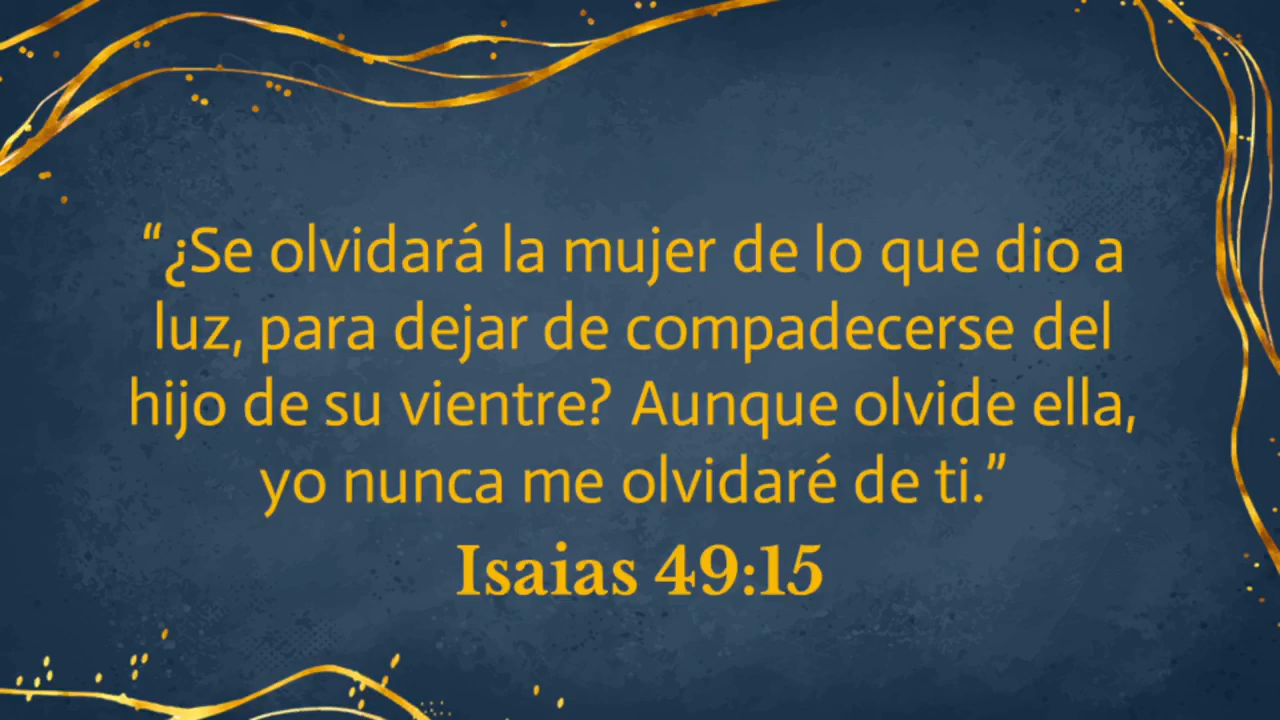 “¿Se olvidará la mujer de lo que dio a
luz, para dejar de compadecerse del
hijo de su vientre? Aunque olvide ella,
yo nunca me olvidaré de ti.”
Isaias 49:15